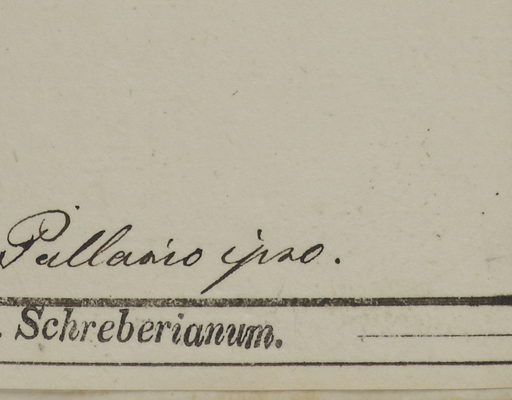 Pallasio ipso.
. Schreberianum.